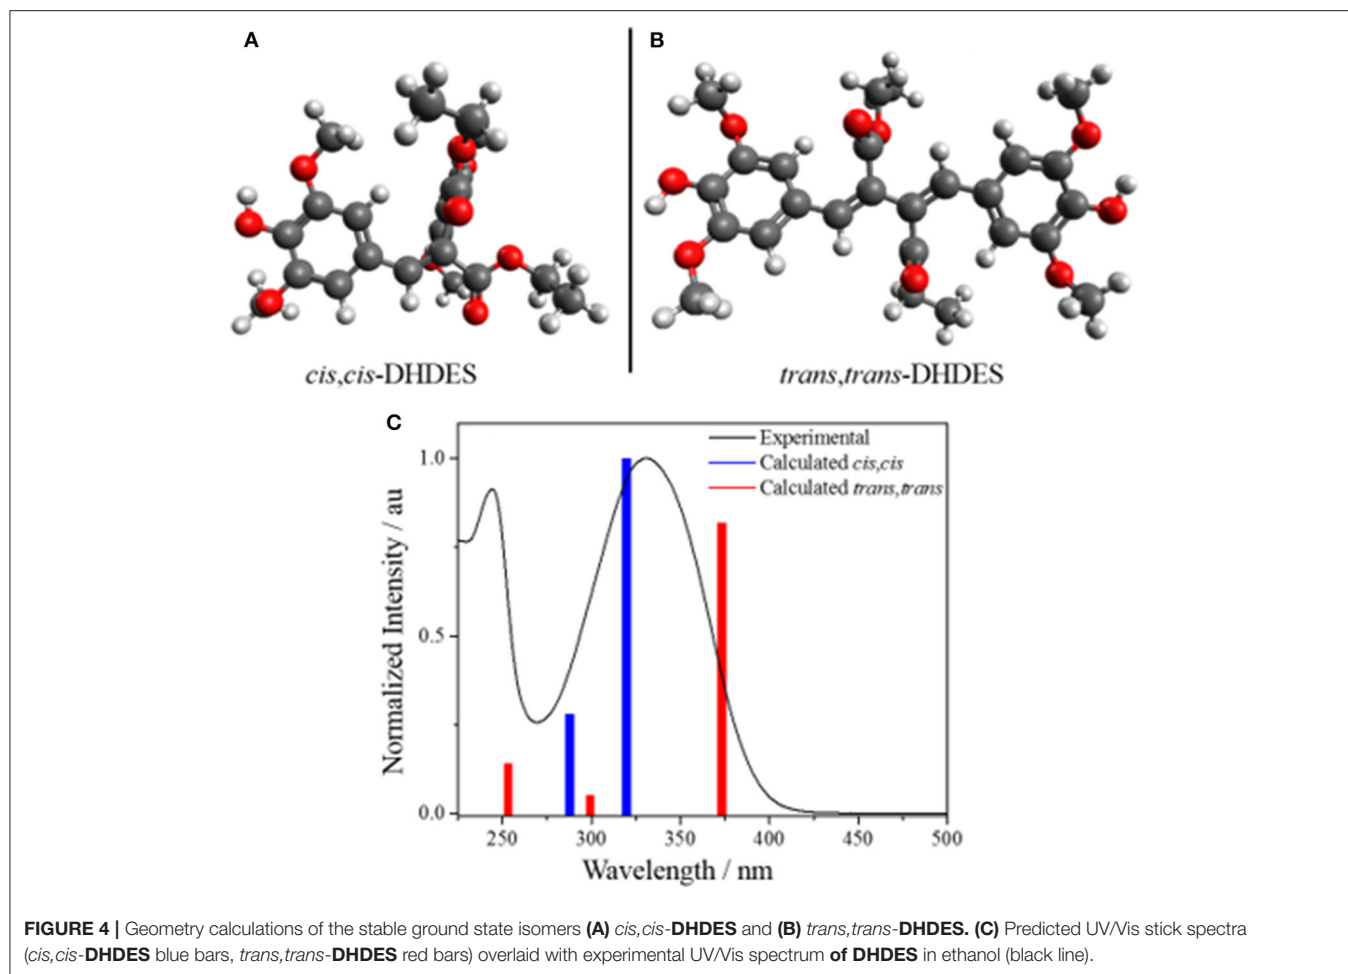 A
B
cis,cis-DHDES
trans,trans-DHDES
C
Experimental
Calculated cis,cis
Calculated trans,trans
Normalized Intensity / au
1.0
0.5
0.0
250 300 350 400 450 500
Wavelength / nm
FIGURE 4 | Geometry calculations of the stable ground state isomers (A) cis,cis-DHDES and (B) trans,trans-DHDES. (C) Predicted UV/Vis stick spectra
(cis,cis-DHDES blue bars, trans,trans-DHDES red bars) overlaid with experimental UV/Vis spectrum of DHDES in ethanol (black line).